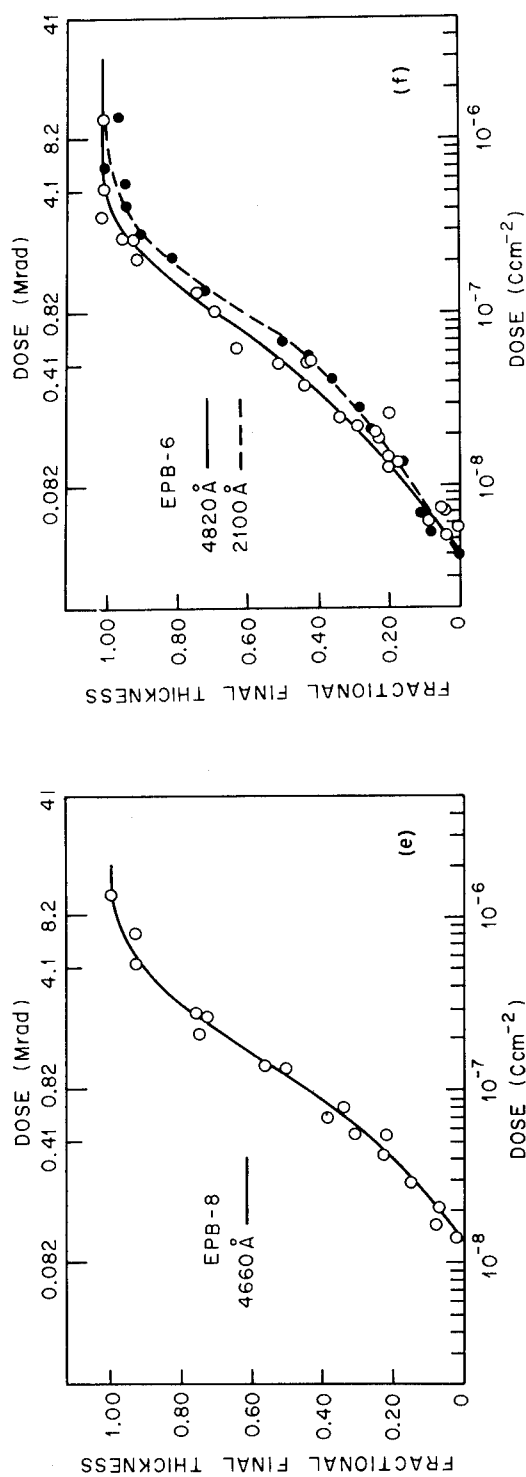 DOSE (Mrad)
0.082 0.41 0.82 4.1 8.2 41
1.00
0.80
0.60
0.40
0.20
0
FRACTIONAL FINAL THICKNESS
EPB-8
4660Å
(e)
10⁻⁸ 10⁻⁷ 10⁻⁶
DOSE (Ccm⁻²)
DOSE (Mrad)
0.082 0.41 0.82 4.1 8.2 41
1.00
0.80
0.60
0.40
0.20
0
FRACTIONAL FINAL THICKNESS
EPB-6
4820Å
2100Å
(f)
10⁻⁸ 10⁻⁷ 10⁻⁶
DOSE (Ccm⁻²)